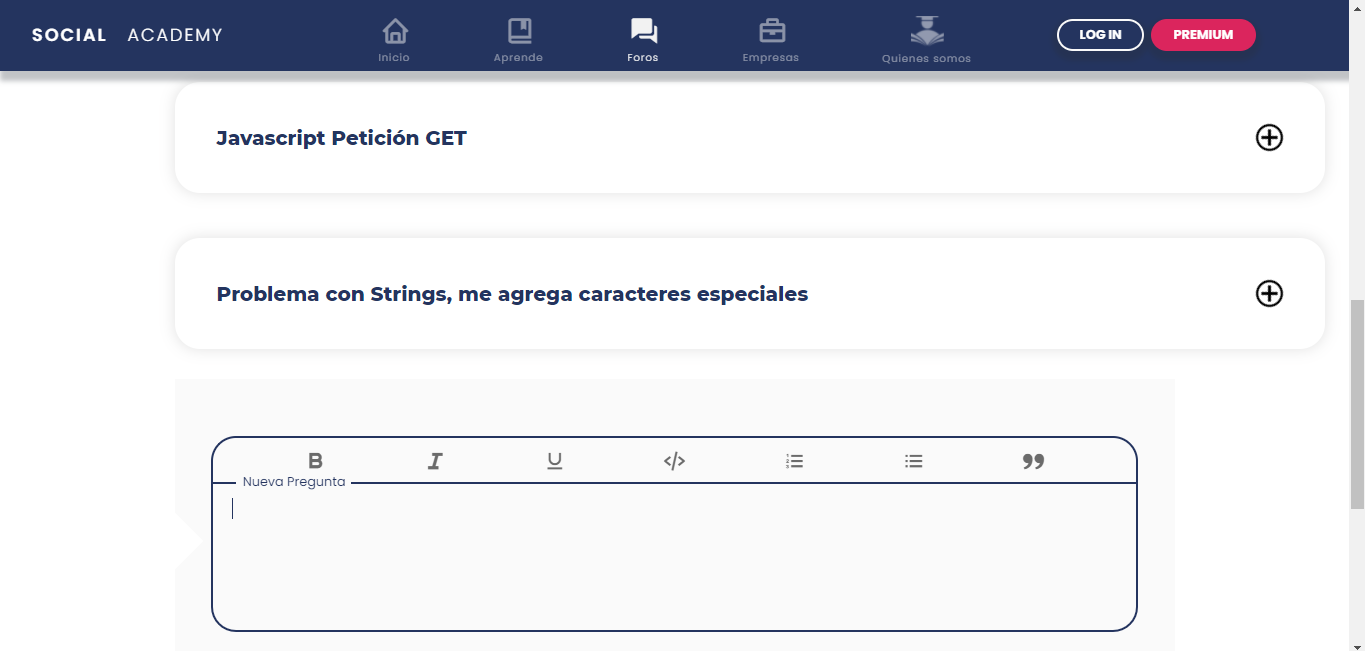 SOCIAL ACADEMY
Inicio
Aprende
Foros
Empresas
Quienes somos
LOG IN
PREMIUM
Javascript Petición GET
Problema con Strings, me agrega caracteres especiales
Nueva Pregunta